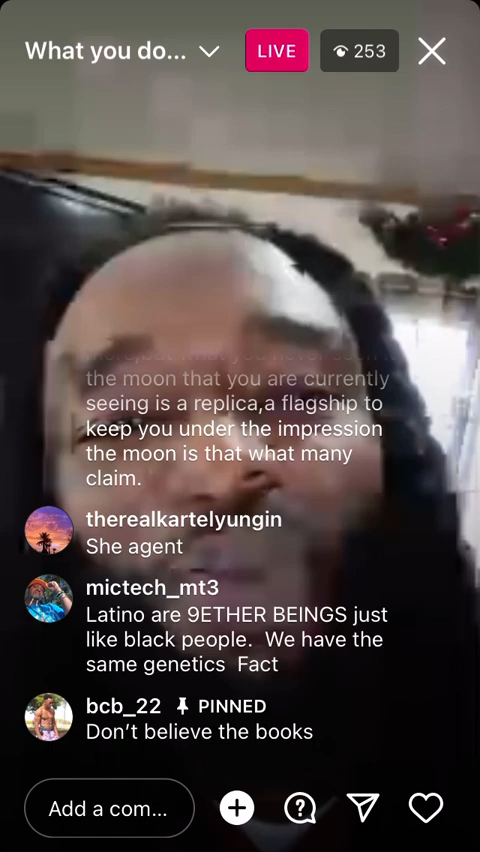 What you do...
LIVE
253
the moon that you are currently
seeing is a replica,a flagship to
keep you under the impression
the moon is that what many
claim.
therealkartelyungin
She agent
mictech_mt3
Latino are 9ETHER BEINGS just
like black people.  We have the
same genetics  Fact
bcb_22 PINNED
Don’t believe the books
Add a com...